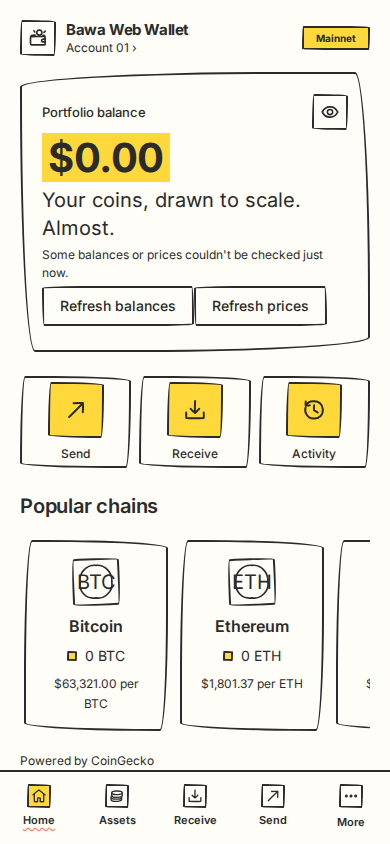 Bawa Web Wallet
Account 01 ›
Mainnet
Portfolio balance
$0.00
Your coins, drawn to scale.
Almost.
Some balances or prices couldn't be checked just
now.
Refresh balances
Refresh prices
Send
Receive
Activity
Popular chains
BTC
Bitcoin
0 BTC
$63,321.00 per
BTC
ETH
Ethereum
0 ETH
$1,801.37 per ETH
$
Powered by CoinGecko
Home
Assets
Receive
Send
More